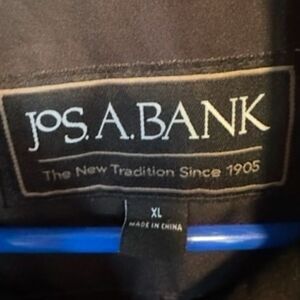 JOS. A. BANK
The New Tradition Since 1905
XL
MADE IN CHINA